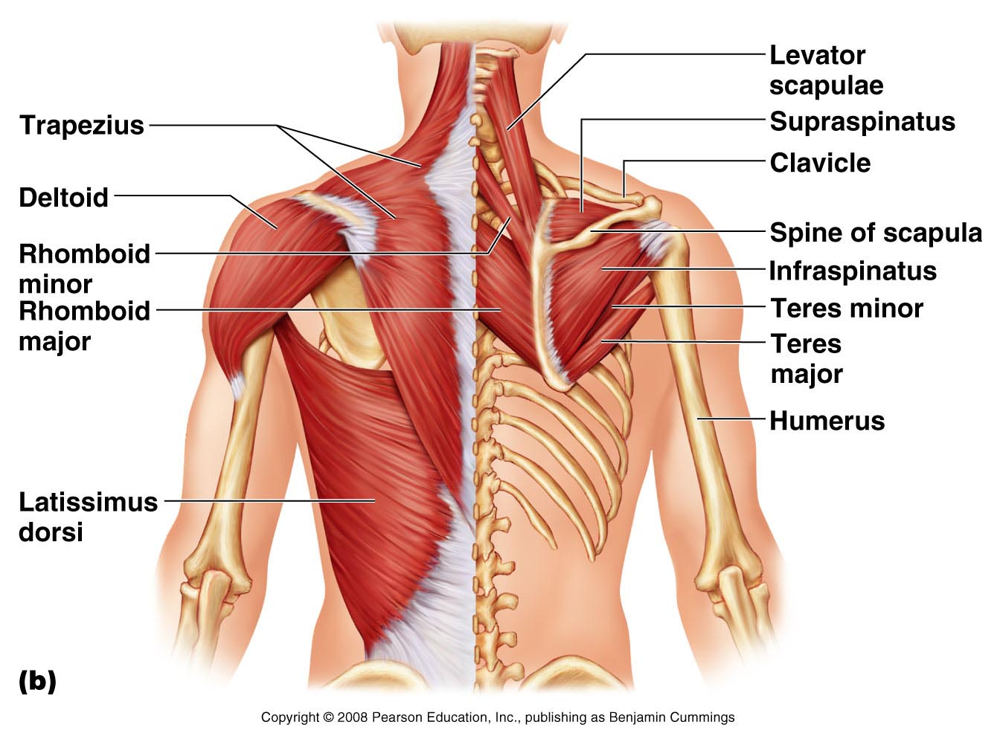 Trapezius
Deltoid
Rhomboid
minor
Rhomboid
major
Latissimus
dorsi
Levator
scapulae
Supraspinatus
Clavicle
Spine of scapula
Infraspinatus
Teres minor
Teres
major
Humerus
(b)
Copyright © 2008 Pearson Education, Inc., publishing as Benjamin Cummings